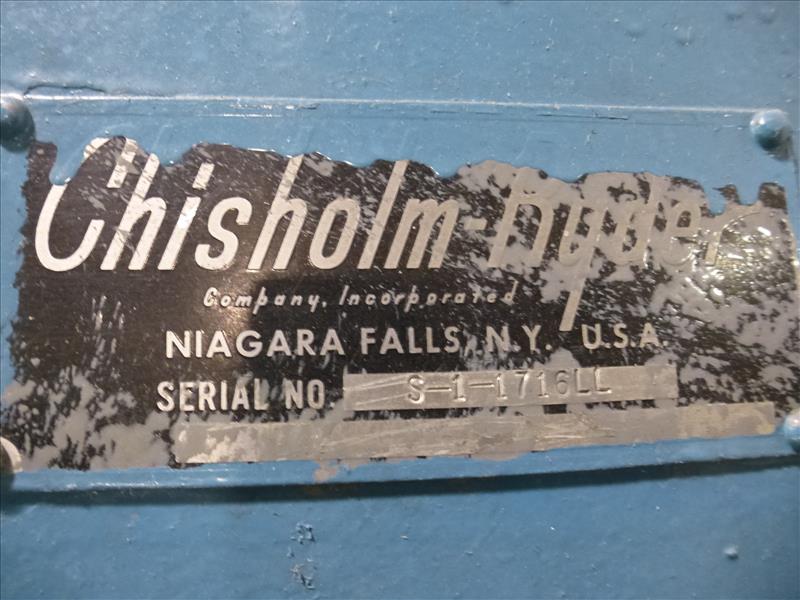 Chisholm-Ryder
Company, Incorporated
NIAGARA FALLS, N.Y. U.S.A.
SERIAL NO. S-1-1716LL